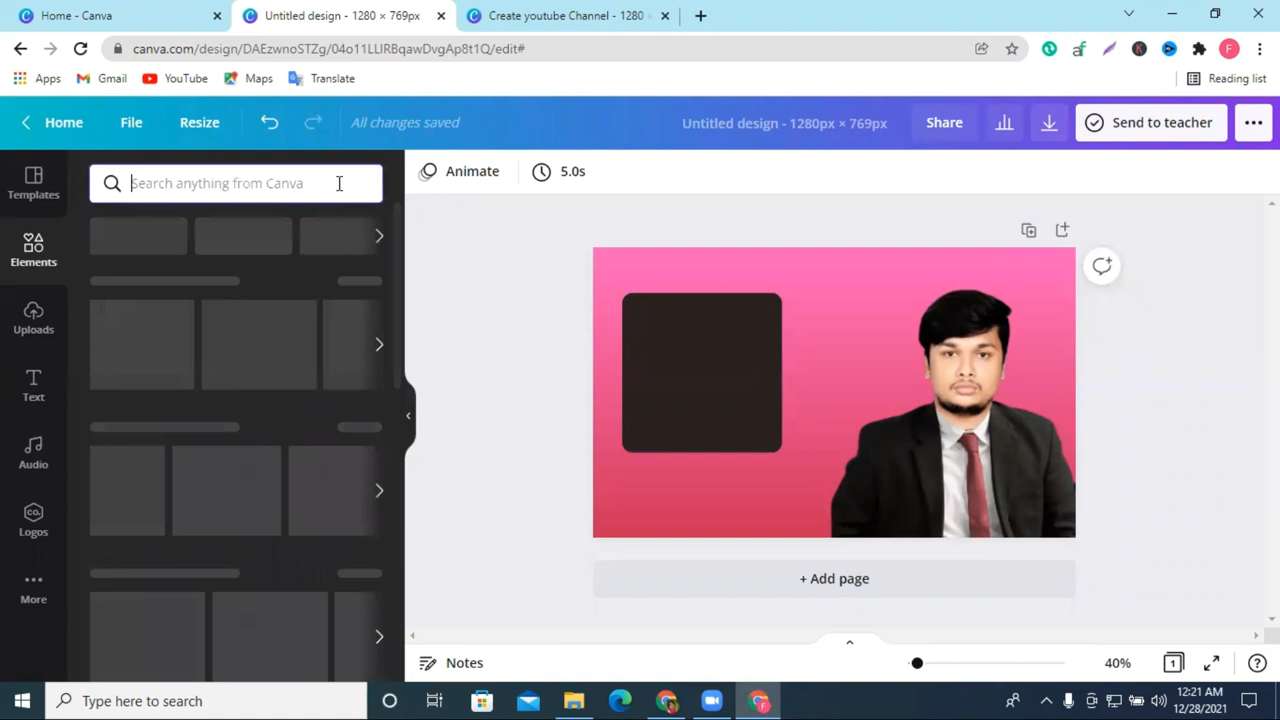 Home - Canva
Untitled design - 1280 × 769px
Create youtube Channel - 1280
canva.com/design/DAEzwnoSTZg/04o11LLIRBqawDvgAp8t1Q/edit#
Apps
Gmail
YouTube
Maps
Translate
Reading list
Home
File
Resize
All changes saved
Untitled design - 1280px × 769px
Share
Send to teacher
Templates
Search anything from Canva
Animate
5.0s
Elements
Uploads
Text
Audio
CO.
Logos
More
+ Add page
Notes
40%
1
Type here to search
12:21 AM
12/28/2021